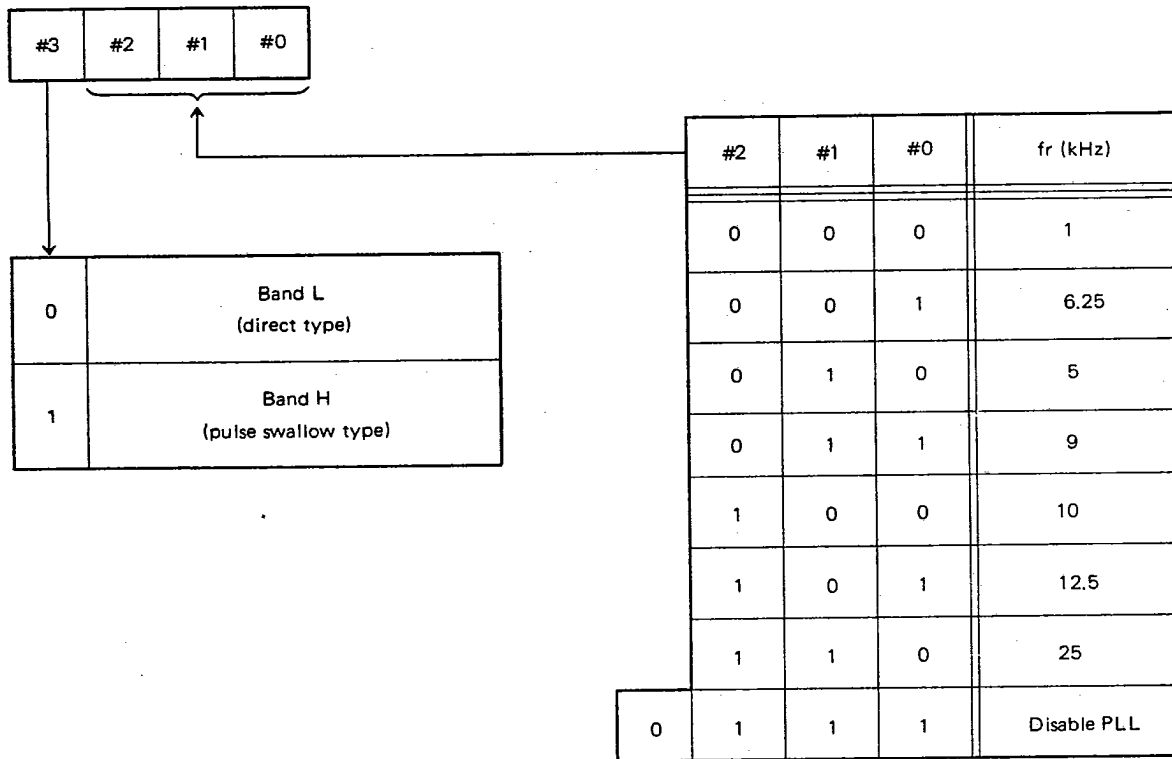 #3 #2 #1 #0
0 Band L
(direct type)
1 Band H
(pulse swallow type)
#2 #1 #0 fr (kHz)
0 0 0 1
0 0 1 6.25
0 1 0 5
0 1 1 9
1 0 0 10
1 0 1 12.5
1 1 0 25
0 1 1 1 Disable PLL